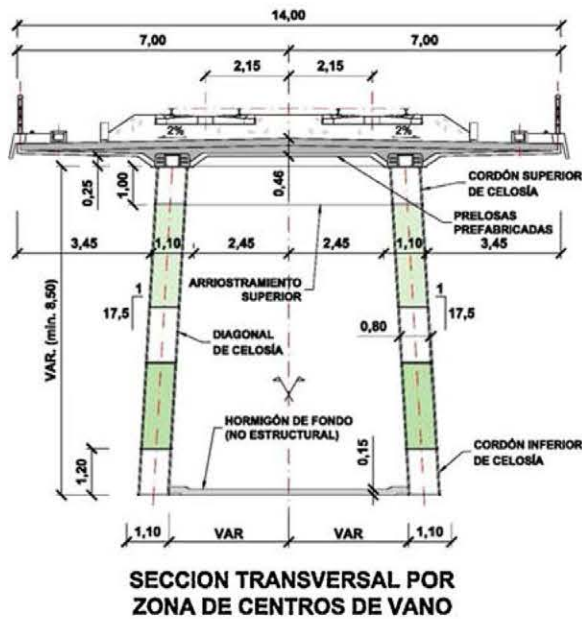 14,00
7,00 7,00
2,15 2,15
2% 2%
0,25
1,00
0,46
CORDÓN SUPERIOR
DE CELOSÍA
PRELOSAS
PREFABRICADAS
3,45 1,10 2,45 2,45 1,10 3,45
ARRIOSTRAMIENTO
SUPERIOR
1 1
17,5 17,5
VAR. (min. 8,50)
DIAGONAL
DE CELOSÍA
0,80
HORMIGÓN DE FONDO
(NO ESTRUCTURAL)
1,20
0,15
CORDÓN INFERIOR
DE CELOSÍA
1,10 VAR VAR 1,10
SECCION TRANSVERSAL POR
ZONA DE CENTROS DE VANO